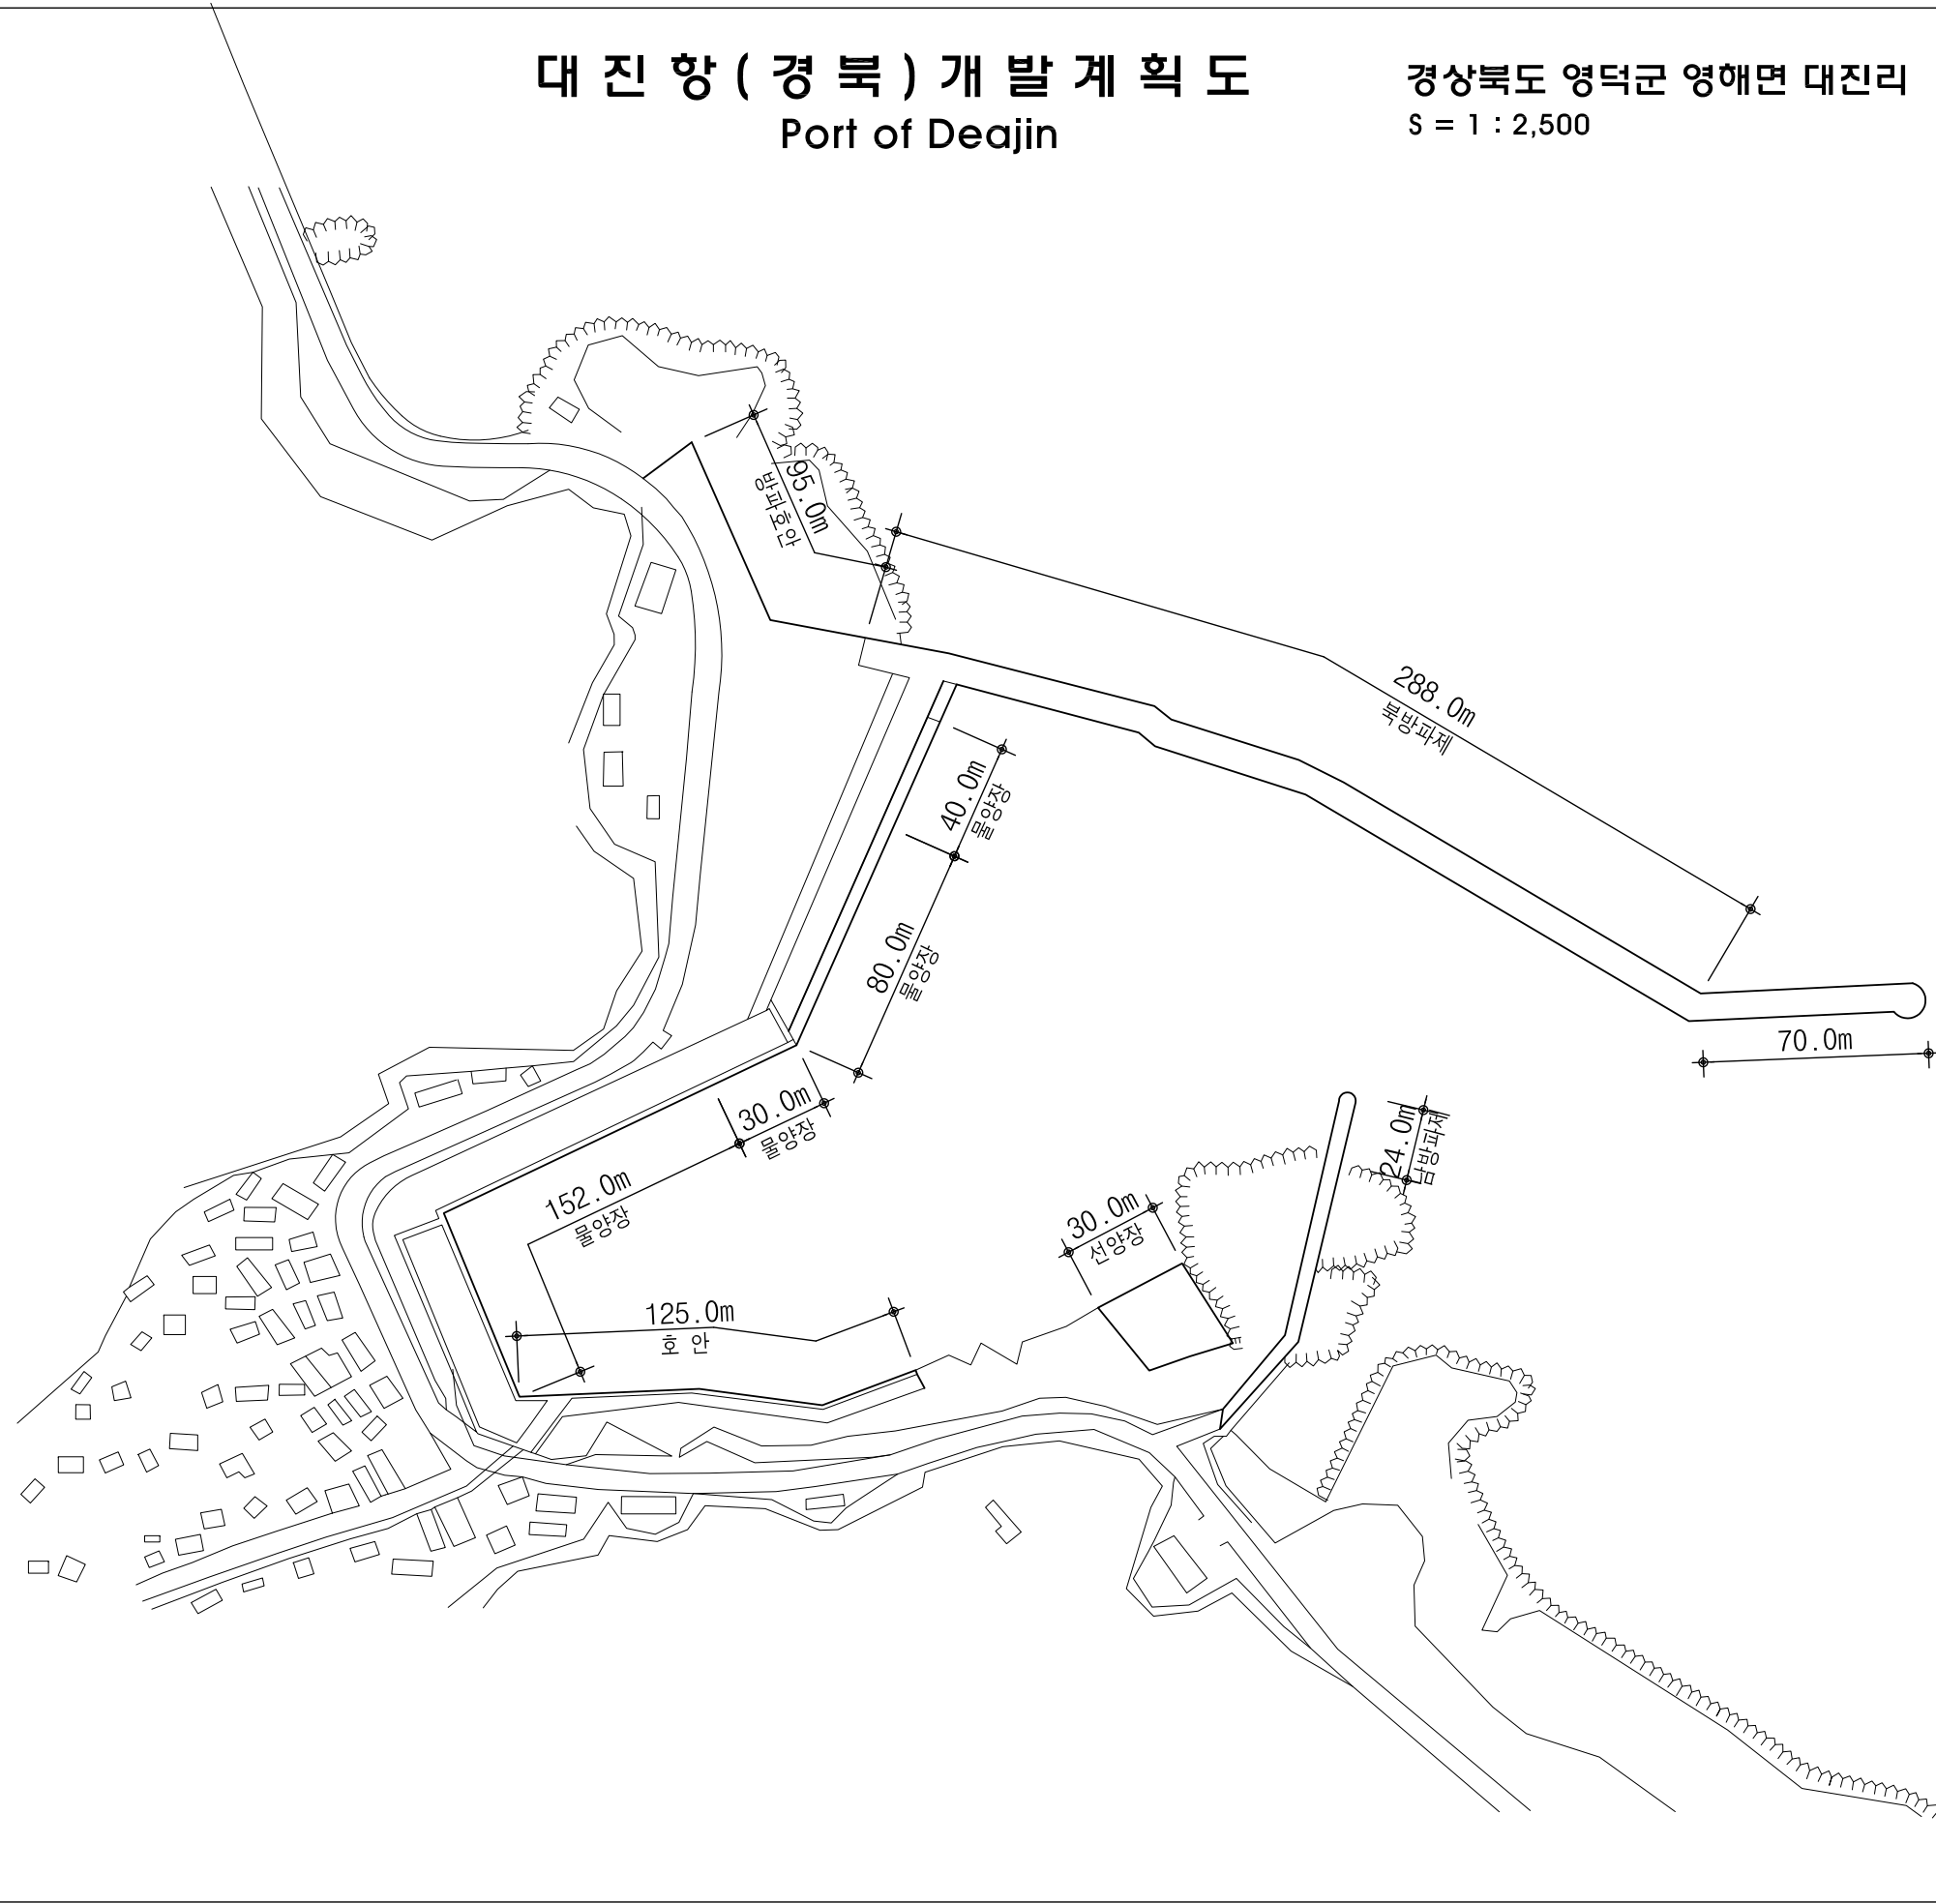 대진항(경북)개발계획도
Port of Deajin
경상북도 영덕군 영해면 대진리
S = 1 : 2,500
95.0m
방파호안
288.0m
북방파제
40.0m
물양장
80.0m
물양장
70.0m
30.0m
물양장
24.0m
남방파제
152.0m
물양장
30.0m
선양장
125.0m
호 안